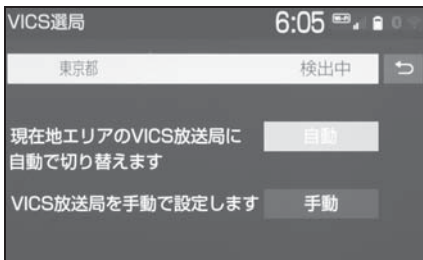 VICS選局 6:05
東京都 検出中
現在地エリアのVICS放送局に 自動
自動で切り替えます
VICS放送局を手動で設定します 手動